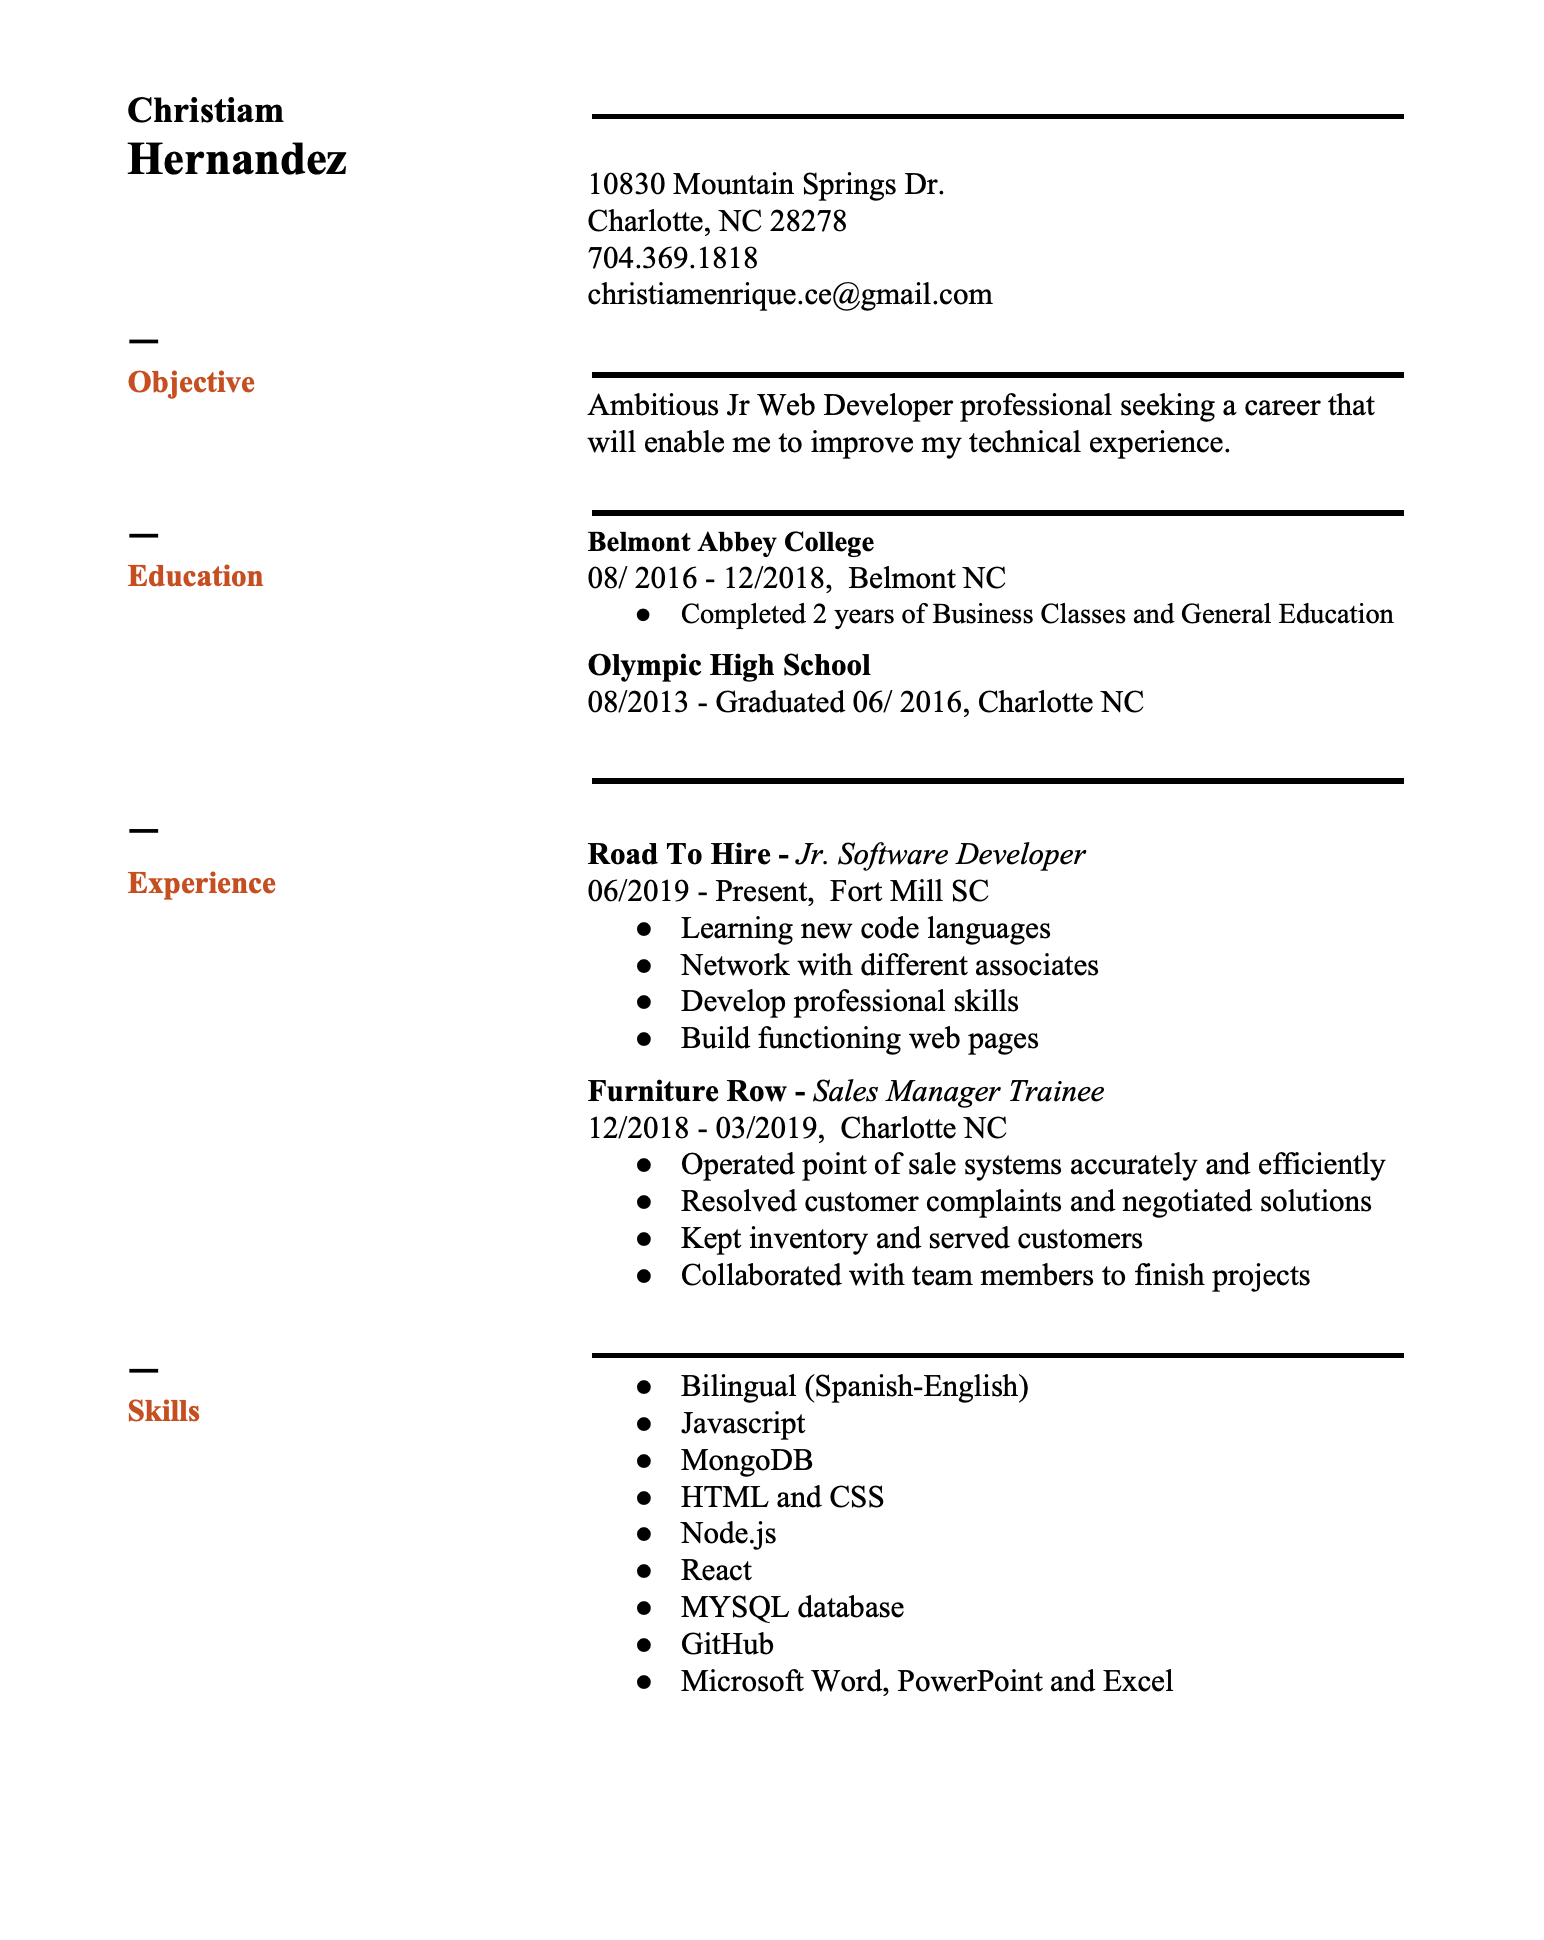 Christiam
Hernandez
10830 Mountain Springs Dr.
Charlotte, NC 28278
704.369.1818
christiamenrique.ce@gmail.com
—
Objective
Ambitious Jr Web Developer professional seeking a career that
will enable me to improve my technical experience.
—
Education
Belmont Abbey College
08/ 2016 - 12/2018,  Belmont NC
● Completed 2 years of Business Classes and General Education
Olympic High School
08/2013 - Graduated 06/ 2016, Charlotte NC
—
Experience
Road To Hire - Jr. Software Developer
06/2019 - Present,  Fort Mill SC
● Learning new code languages
● Network with different associates
● Develop professional skills
● Build functioning web pages
Furniture Row - Sales Manager Trainee
12/2018 - 03/2019,  Charlotte NC
● Operated point of sale systems accurately and efficiently
● Resolved customer complaints and negotiated solutions
● Kept inventory and served customers
● Collaborated with team members to finish projects
—
Skills
● Bilingual (Spanish-English)
● Javascript
● MongoDB
● HTML and CSS
● Node.js
● React
● MYSQL database
● GitHub
● Microsoft Word, PowerPoint and Excel